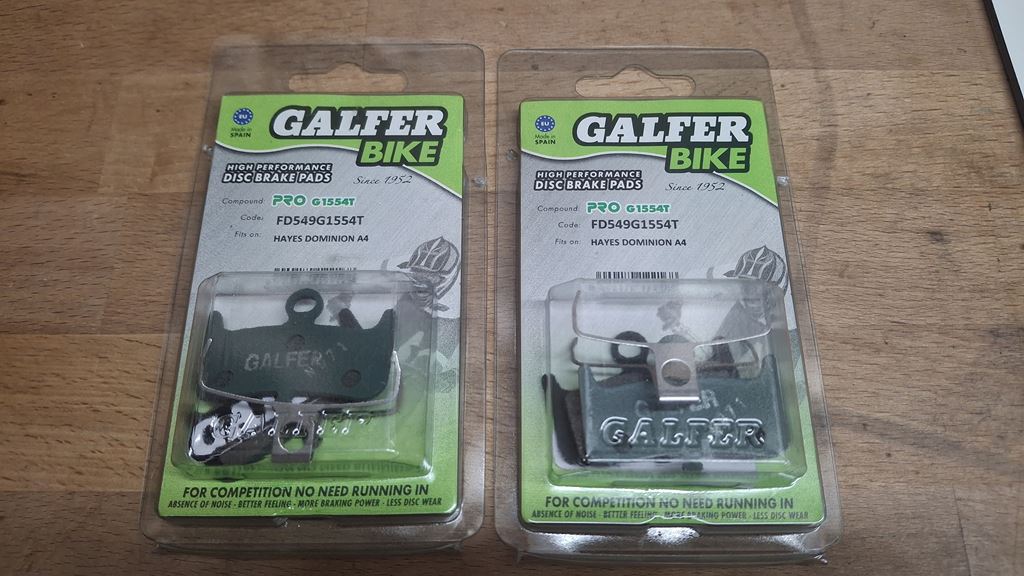 EU
Made in
SPAIN
GALFER
BIKE
HIGH PERFORMANCE
DISC BRAKE PADS
Since 1952
Compound: PRO G1554T
Code: FD549G1554T
Fits on: HAYES DOMINION A4
GALFER
FOR COMPETITION NO NEED RUNNING IN
ABSENCE OF NOISE - BETTER FEELING - MORE BRAKING POWER - LESS DISC WEAR
EU
Made in
SPAIN
GALFER
BIKE
HIGH PERFORMANCE
DISC BRAKE PADS
Since 1952
Compound: PRO G1554T
Code: FD549G1554T
Fits on: HAYES DOMINION A4
GALFER
FOR COMPETITION NO NEED RUNNING IN
ABSENCE OF NOISE - BETTER FEELING - MORE BRAKING POWER - LESS DISC WEAR